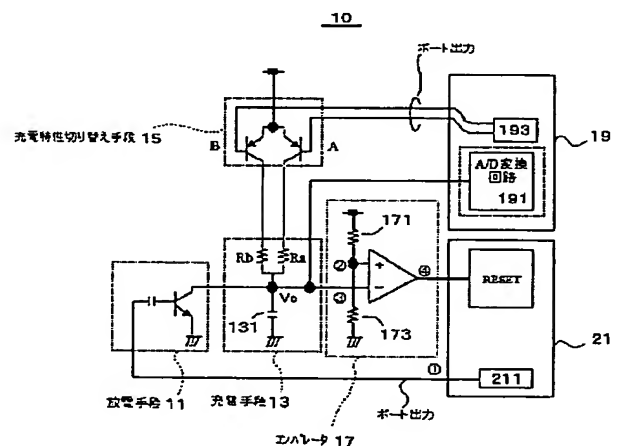 10
ポート出力
充電特性切り替え手段 15
B
A
193
19
A/D変換
回路
191
171
Rb
Ra
②
+
④
RESET
Vo
③
-
131
173
21
①
211
放電手段 11
充電手段 13
ポート出力
コンパレータ 17